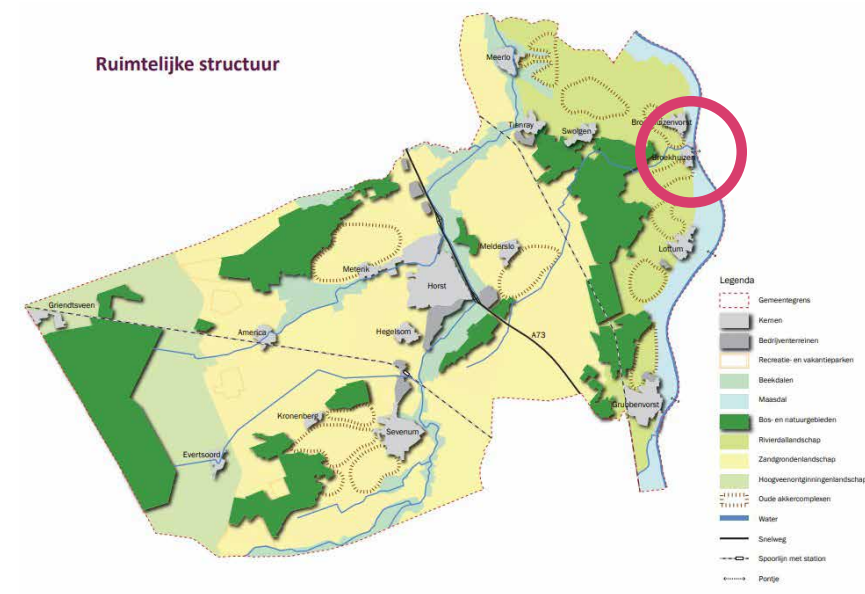 Ruimtelijke structuur
Meerlo
Tienray
Swolgen
Broekhuizenvorst
Broekhuizen
Lottum
Melderslo
Meterik
Horst
Griendtsveen
America
Hegelsom
A73
Grubbenvorst
Kronenberg
Sevenum
Evertsoord
Legenda
Gemeentegrens
Kernen
Bedrijventerreinen
Recreatie- en vakantieparken
Beekdalen
Maasdal
Bos- en natuurgebieden
Rivierdallandschap
Zandgrondenlandschap
Hoogveenontginningenlandschap
Oude akkercomplexen
Water
Snelweg
Spoorlijn met station
Pontje